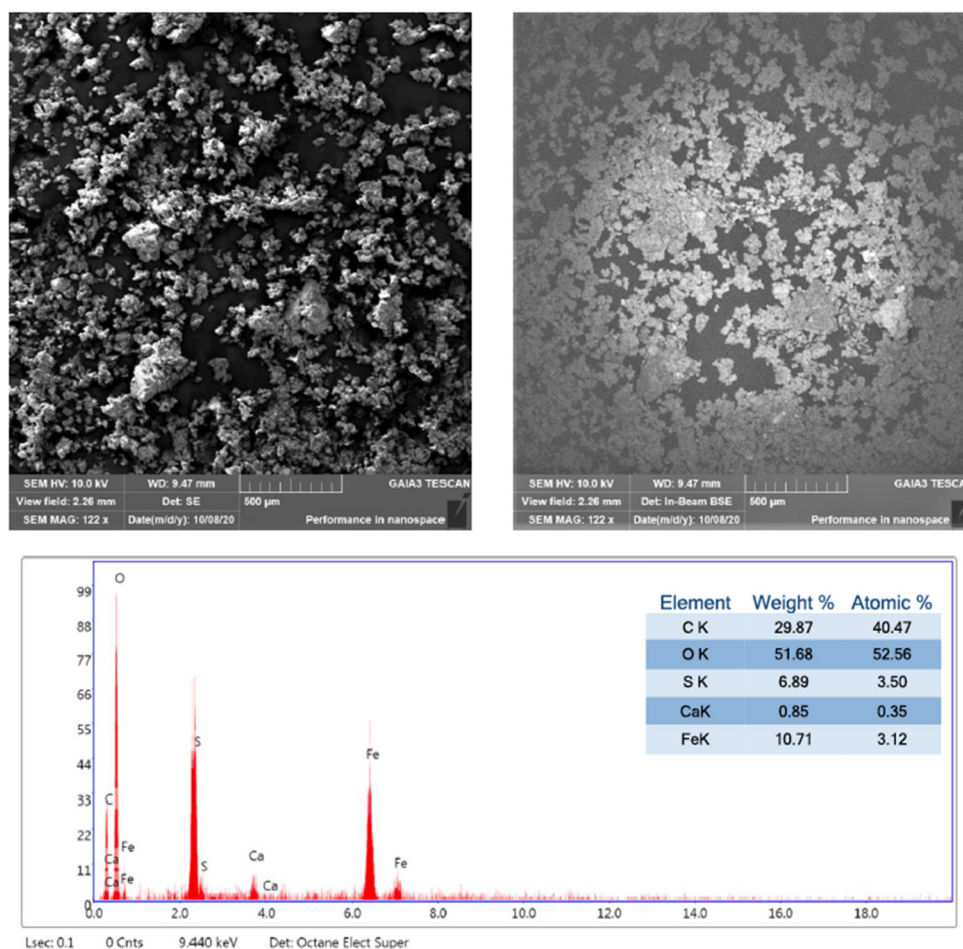 SEM HV: 10.0 kV WD: 9.47 mm GAIA3 TESCAN
View field: 2.26 mm Det: SE 500 µm
SEM MAG: 122 x Date(m/d/y): 10/08/20 Performance in nanospace
SEM HV: 10.0 kV WD: 9.47 mm GAIA3 TESCAN
View field: 2.26 mm Det: In-Beam BSE 500 µm
SEM MAG: 122 x Date(m/d/y): 10/08/20 Performance in nanospace
99
88
77
66
55
44
33
22
11
0
O
C
Ca
Ca
Fe
Fe
S
S
Ca
Ca
Fe
Fe
Element Weight % Atomic %
C K 29.87 40.47
O K 51.68 52.56
S K 6.89 3.50
CaK 0.85 0.35
FeK 10.71 3.12
0.0 2.0 4.0 6.0 8.0 10.0 12.0 14.0 16.0 18.0
Lsec: 0.1 0 Cnts 9.440 keV Det: Octane Elect Super